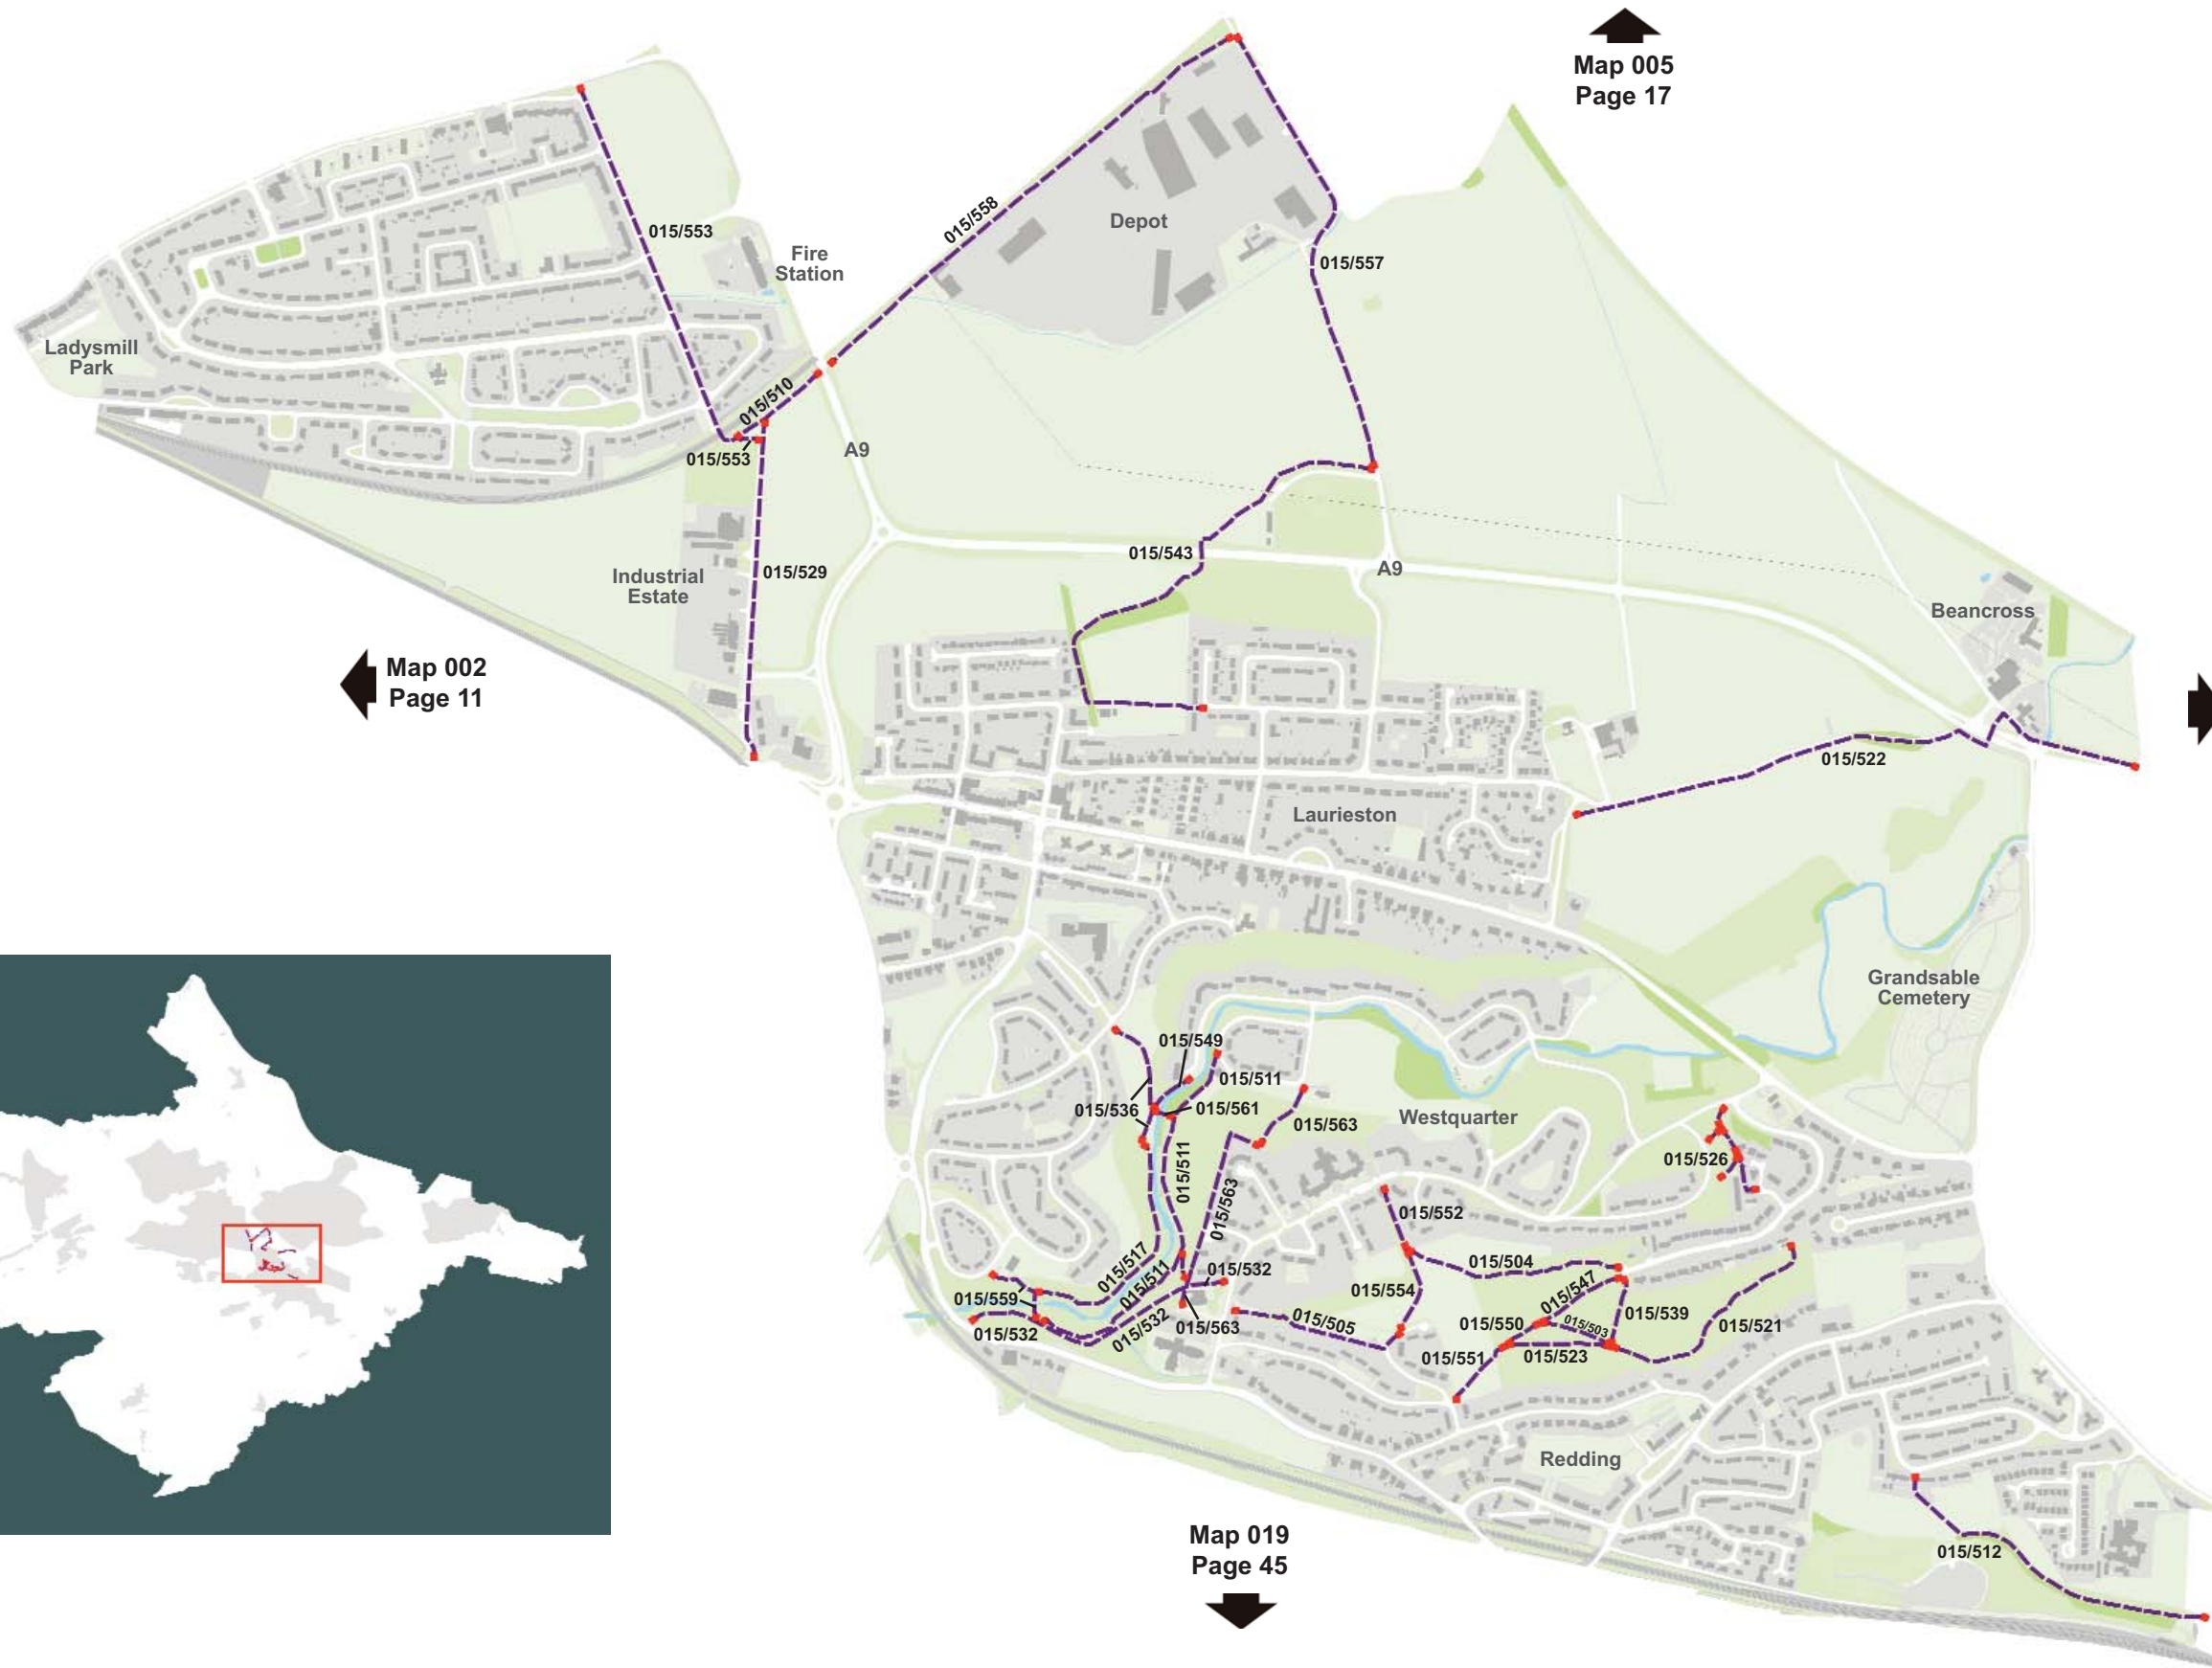 Map 005
Page 17
015/558
Depot
015/553
Fire
Station
015/557
Ladysmill
Park
015/510
A9
015/553
015/543
A9
Industrial
Estate
015/529
Beancross
Map 002
Page 11
015/522
Laurieston
Grandsable
Cemetery
015/549
015/511
015/536
015/561
015/563
Westquarter
015/526
015/511
015/563
015/552
015/517
015/511
015/532
015/504
015/554
015/547
015/559
015/539
015/532
015/532
015/563
015/505
015/550
015/503
015/521
015/551
015/523
Redding
Map 019
Page 45
015/512